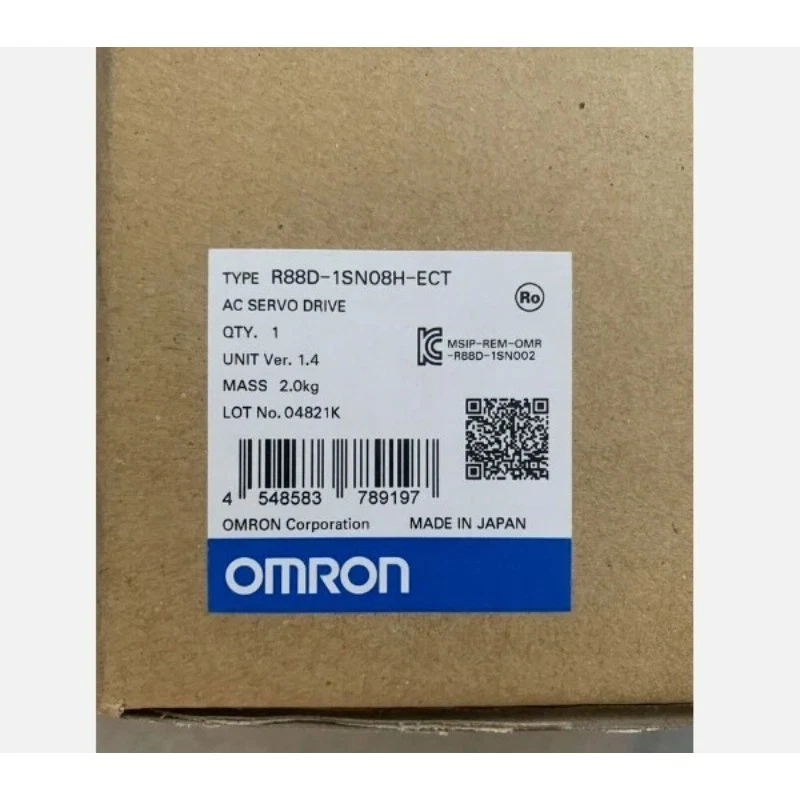 TYPE R88D-1SN08H-ECT
AC SERVO DRIVE
Ro
QTY. 1
MSIP-REM-OMR
-R88D-1SN002
UNIT Ver. 1.4
MASS 2.0kg
LOT No. 04821K
4 548583 789197
OMRON Corporation MADE IN JAPAN
OMRON